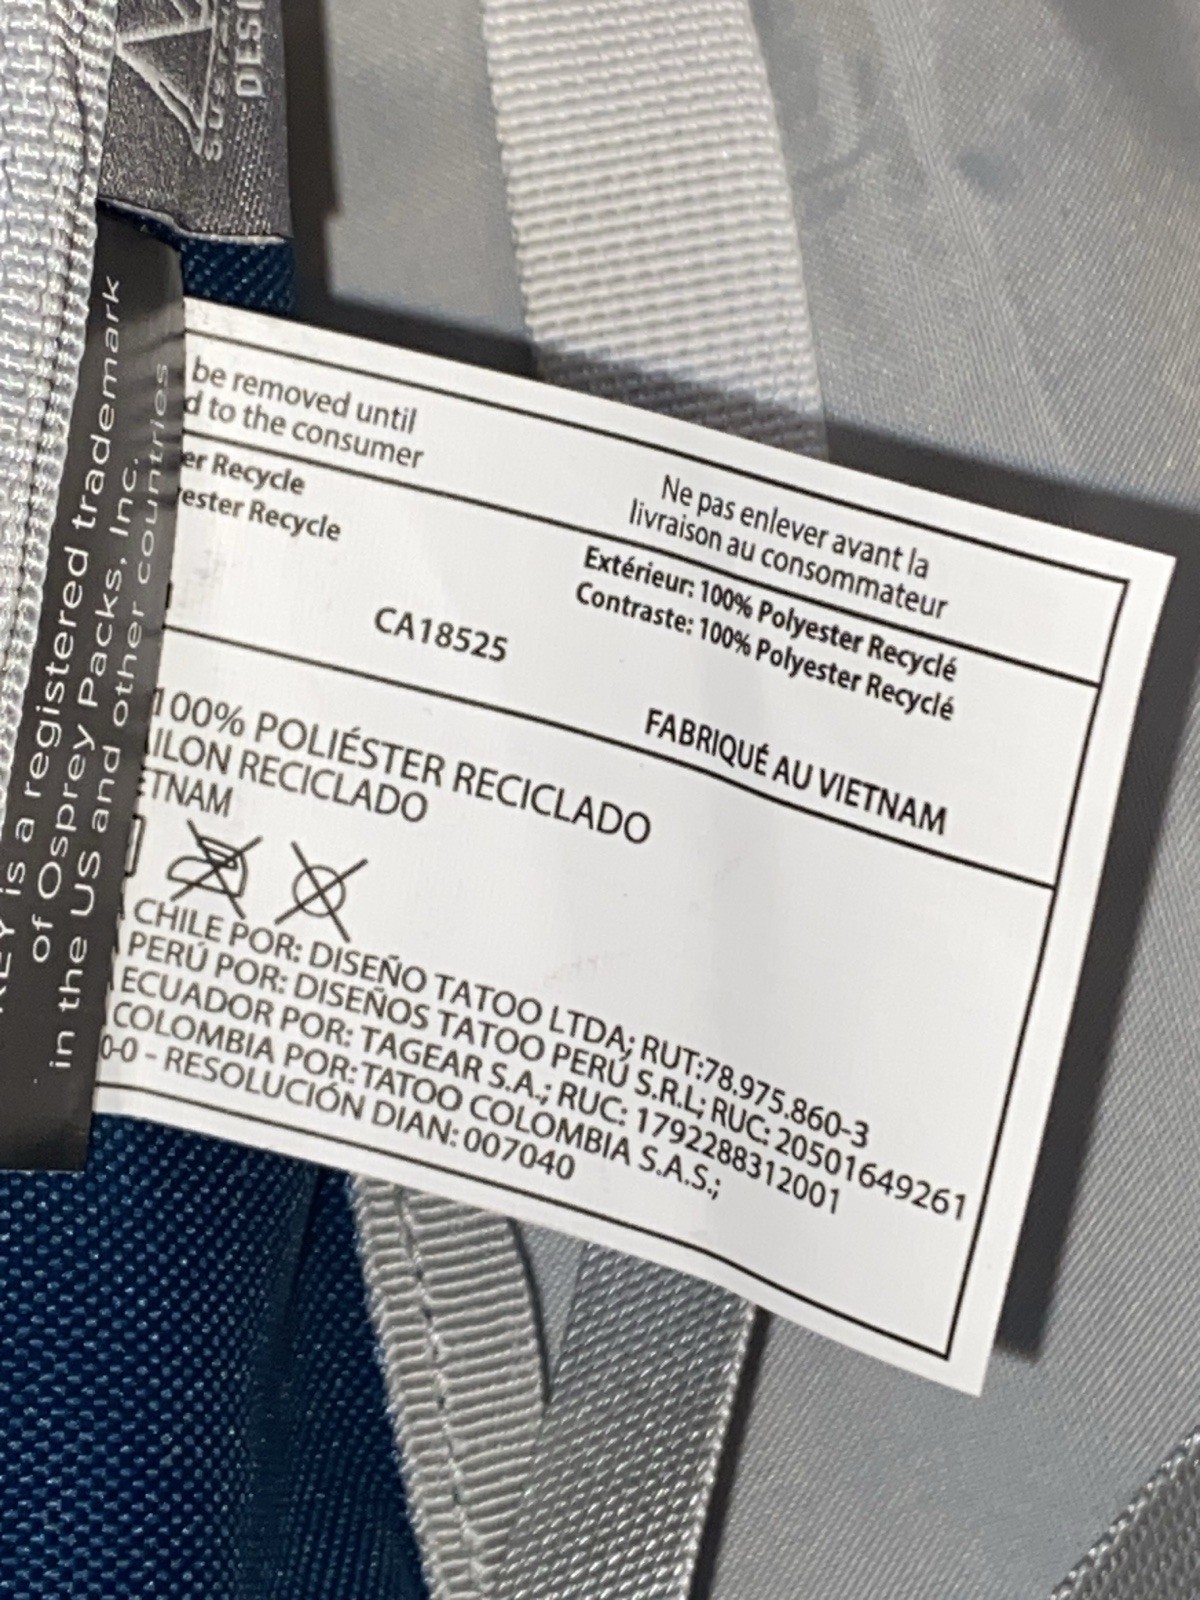 DESI
is a registered trademark
of Osprey Packs, Inc.
in the US and other countries
be removed until
d to the consumer
Ne pas enlever avant la
livraison au consommateur
er Recycle
ester Recycle
Extérieur: 100% Polyester Recyclé
Contraste: 100% Polyester Recyclé
CA18525
FABRIQUÉ AU VIETNAM
100% POLIÉSTER RECICLADO
ILON RECICLADO
ETNAM
A CHILE POR: DISEÑO TATOO LTDA; RUT:78.975.860-3
PERÚ POR: DISEÑOS TATOO PERÚ S.R.L; RUC: 20501649261
ECUADOR POR: TAGEAR S.A.; RUC: 1792288312001
COLOMBIA POR: TATOO COLOMBIA S.A.S.;
0-0 - RESOLUCIÓN DIAN: 007040